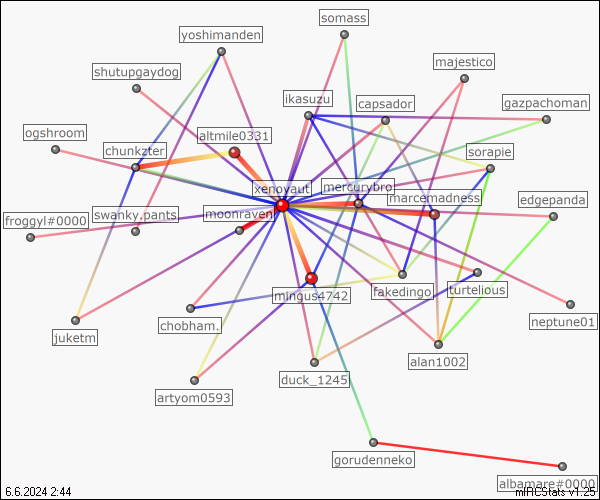 somass
yoshimanden
majestico
shutupgaydog
ikasuzu
capsador
gazpachoman
ogshroom
altmile0331
chunkzter
sorapie
xenoyaut
mercurybro
marcemadness
edgepanda
froggyl#0000
swanky.pants
moonraven
mingus4742
fakedingo
turtelious
chobham.
neptune01
juketm
alan1002
duck_1245
artyom0593
gorudenneko
albamare#0000
6.6.2024 2:44
mIRCStats v1.25